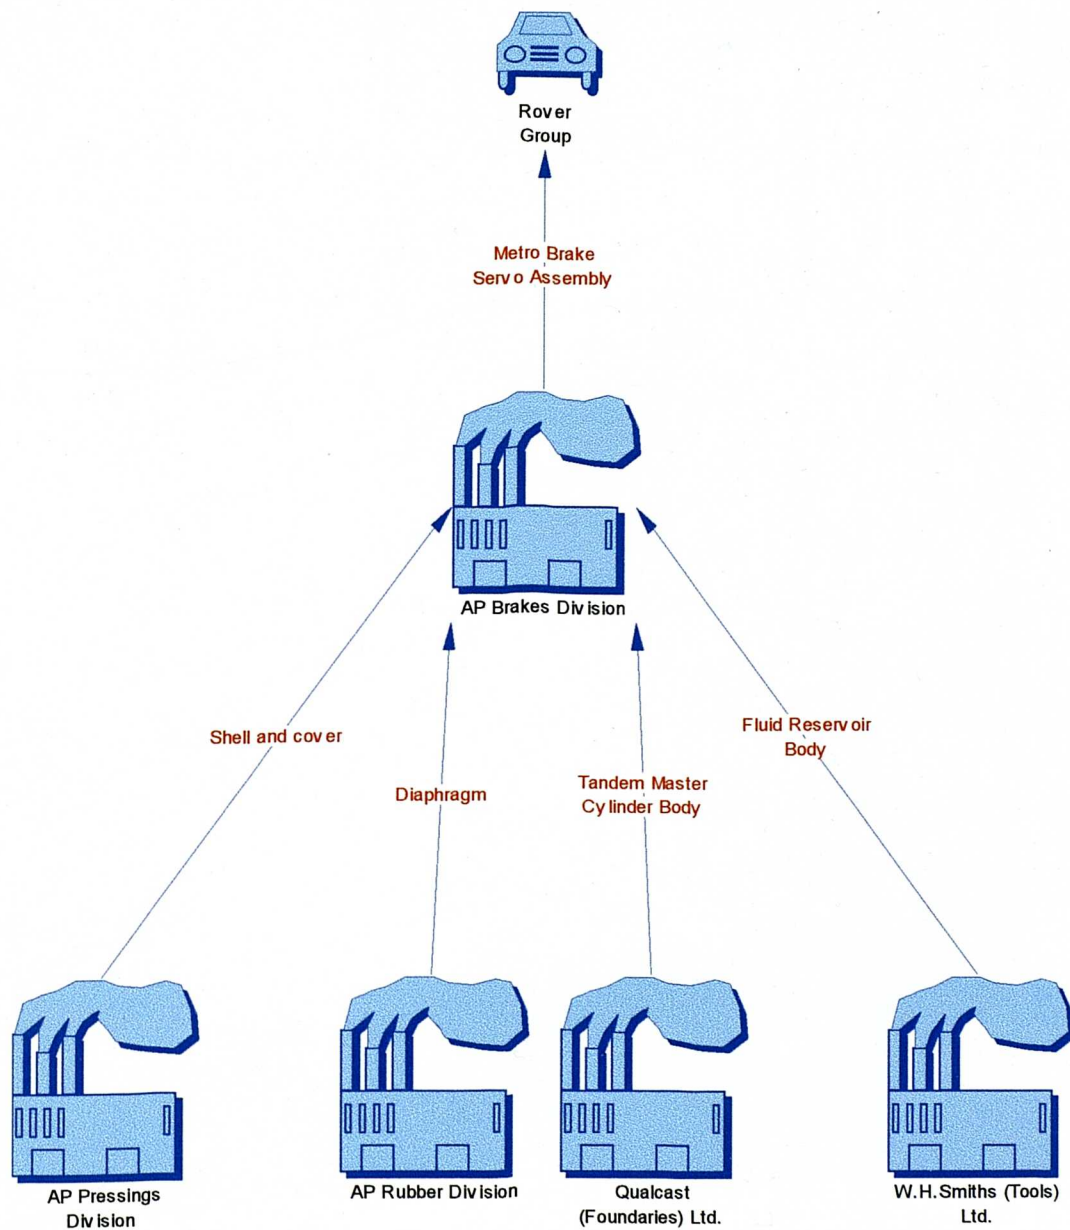 Rover
Group
Metro Brake
Servo Assembly
AP Brakes Division
Shell and cover
Diaphragm
Tandem Master
Cylinder Body
Fluid Reservoir
Body
AP Pressings
Division
AP Rubber Division
Qualcast
(Foundaries) Ltd.
W.H.Smiths (Tools)
Ltd.